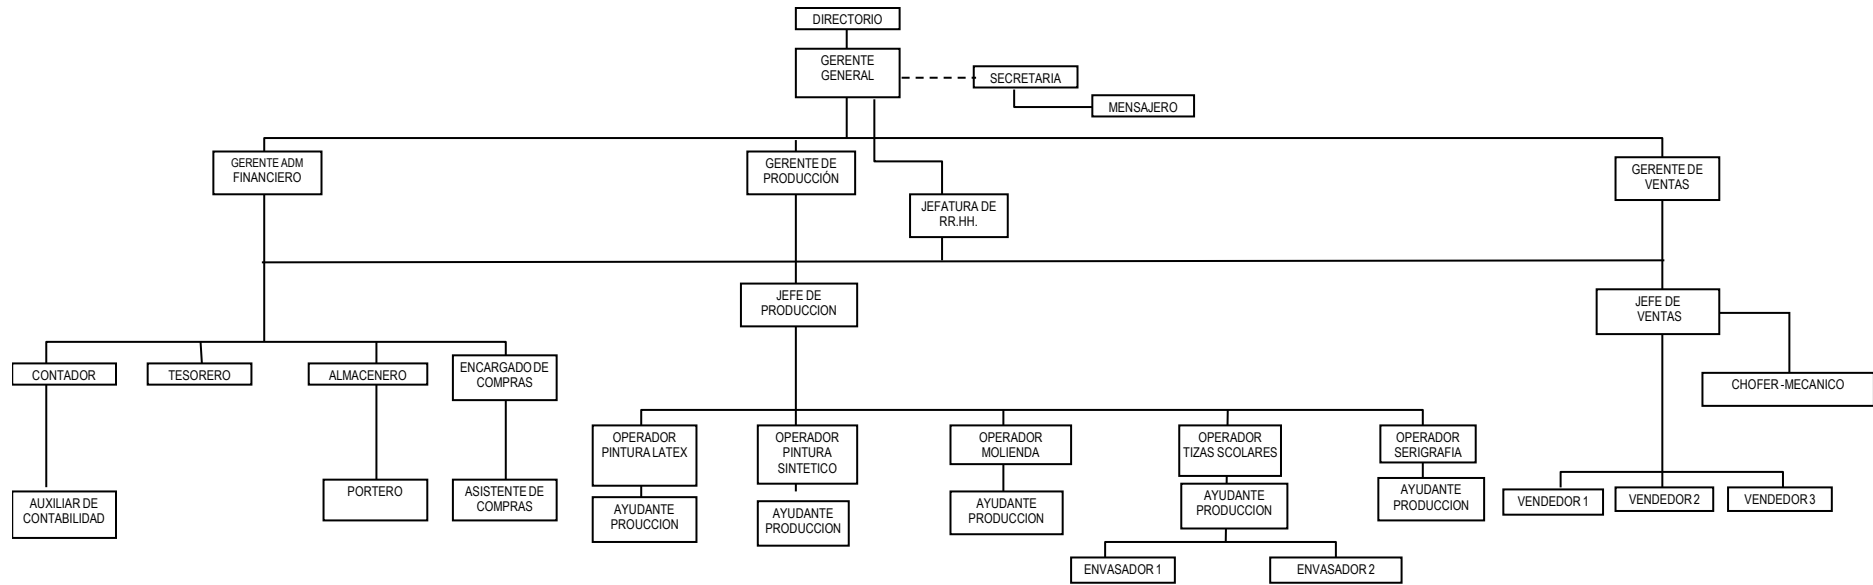 DIRECTORIO
GERENTE
GENERAL
SECRETARIA
MENSAJERO
GERENTE ADM
FINANCIERO
GERENTE DE
PRODUCCIÓN
GERENTE DE
VENTAS
JEFATURA DE
RR.HH.
JEFE DE
PRODUCCION
JEFE DE
VENTAS
CONTADOR
TESORERO
ALMACENERO
ENCARGADO DE
COMPRAS
CHOFER -MECANICO
OPERADOR
PINTURA LATEX
OPERADOR
PINTURA
SINTETICO
OPERADOR
MOLIENDA
OPERADOR
TIZAS SCOLARES
OPERADOR
SERIGRAFIA
AUXILIAR DE
CONTABILIDAD
PORTERO
ASISTENTE DE
COMPRAS
AYUDANTE
PROUCCION
AYUDANTE
PRODUCCION
AYUDANTE
PRODUCCION
AYUDANTE
PRODUCCION
AYUDANTE
PRODUCCION
VENDEDOR 1
VENDEDOR 2
VENDEDOR 3
ENVASADOR 1
ENVASADOR 2